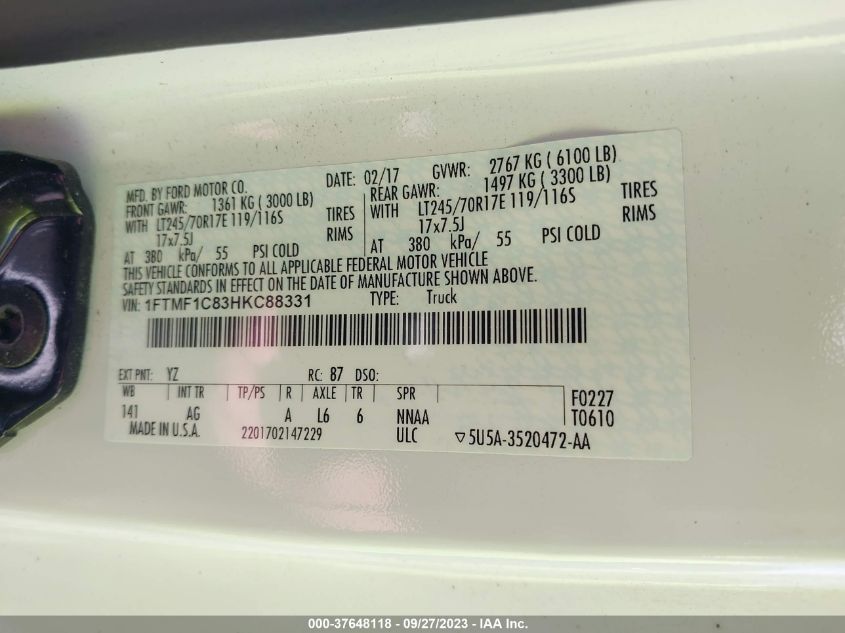 MFD. BY FORD MOTOR CO. DATE: 02/17 GVWR: 2767 KG ( 6100 LB)
FRONT GAWR: 1361 KG ( 3000 LB) REAR GAWR: 1497 KG ( 3300 LB)
WITH LT245/70R17E 119/116S TIRES WITH LT245/70R17E 119/116S TIRES
17x7.5J RIMS 17x7.5J RIMS
AT 380 kPa/ 55 PSI COLD AT 380 kPa/ 55 PSI COLD
THIS VEHICLE CONFORMS TO ALL APPLICABLE FEDERAL MOTOR VEHICLE
SAFETY STANDARDS IN EFFECT ON THE DATE OF MANUFACTURE SHOWN ABOVE.
VIN: 1FTMF1C83HKC88331 TYPE: Truck
EXT PNT: YZ RC: 87 DSO:
WB INT TR TP/PS R AXLE TR SPR F0227
141 AG A L6 6 NNAA T0610
MADE IN U.S.A. 2201702147229 ULC ▽5U5A-3520472-AA
000-37648118 - 09/27/2023 - IAA Inc.